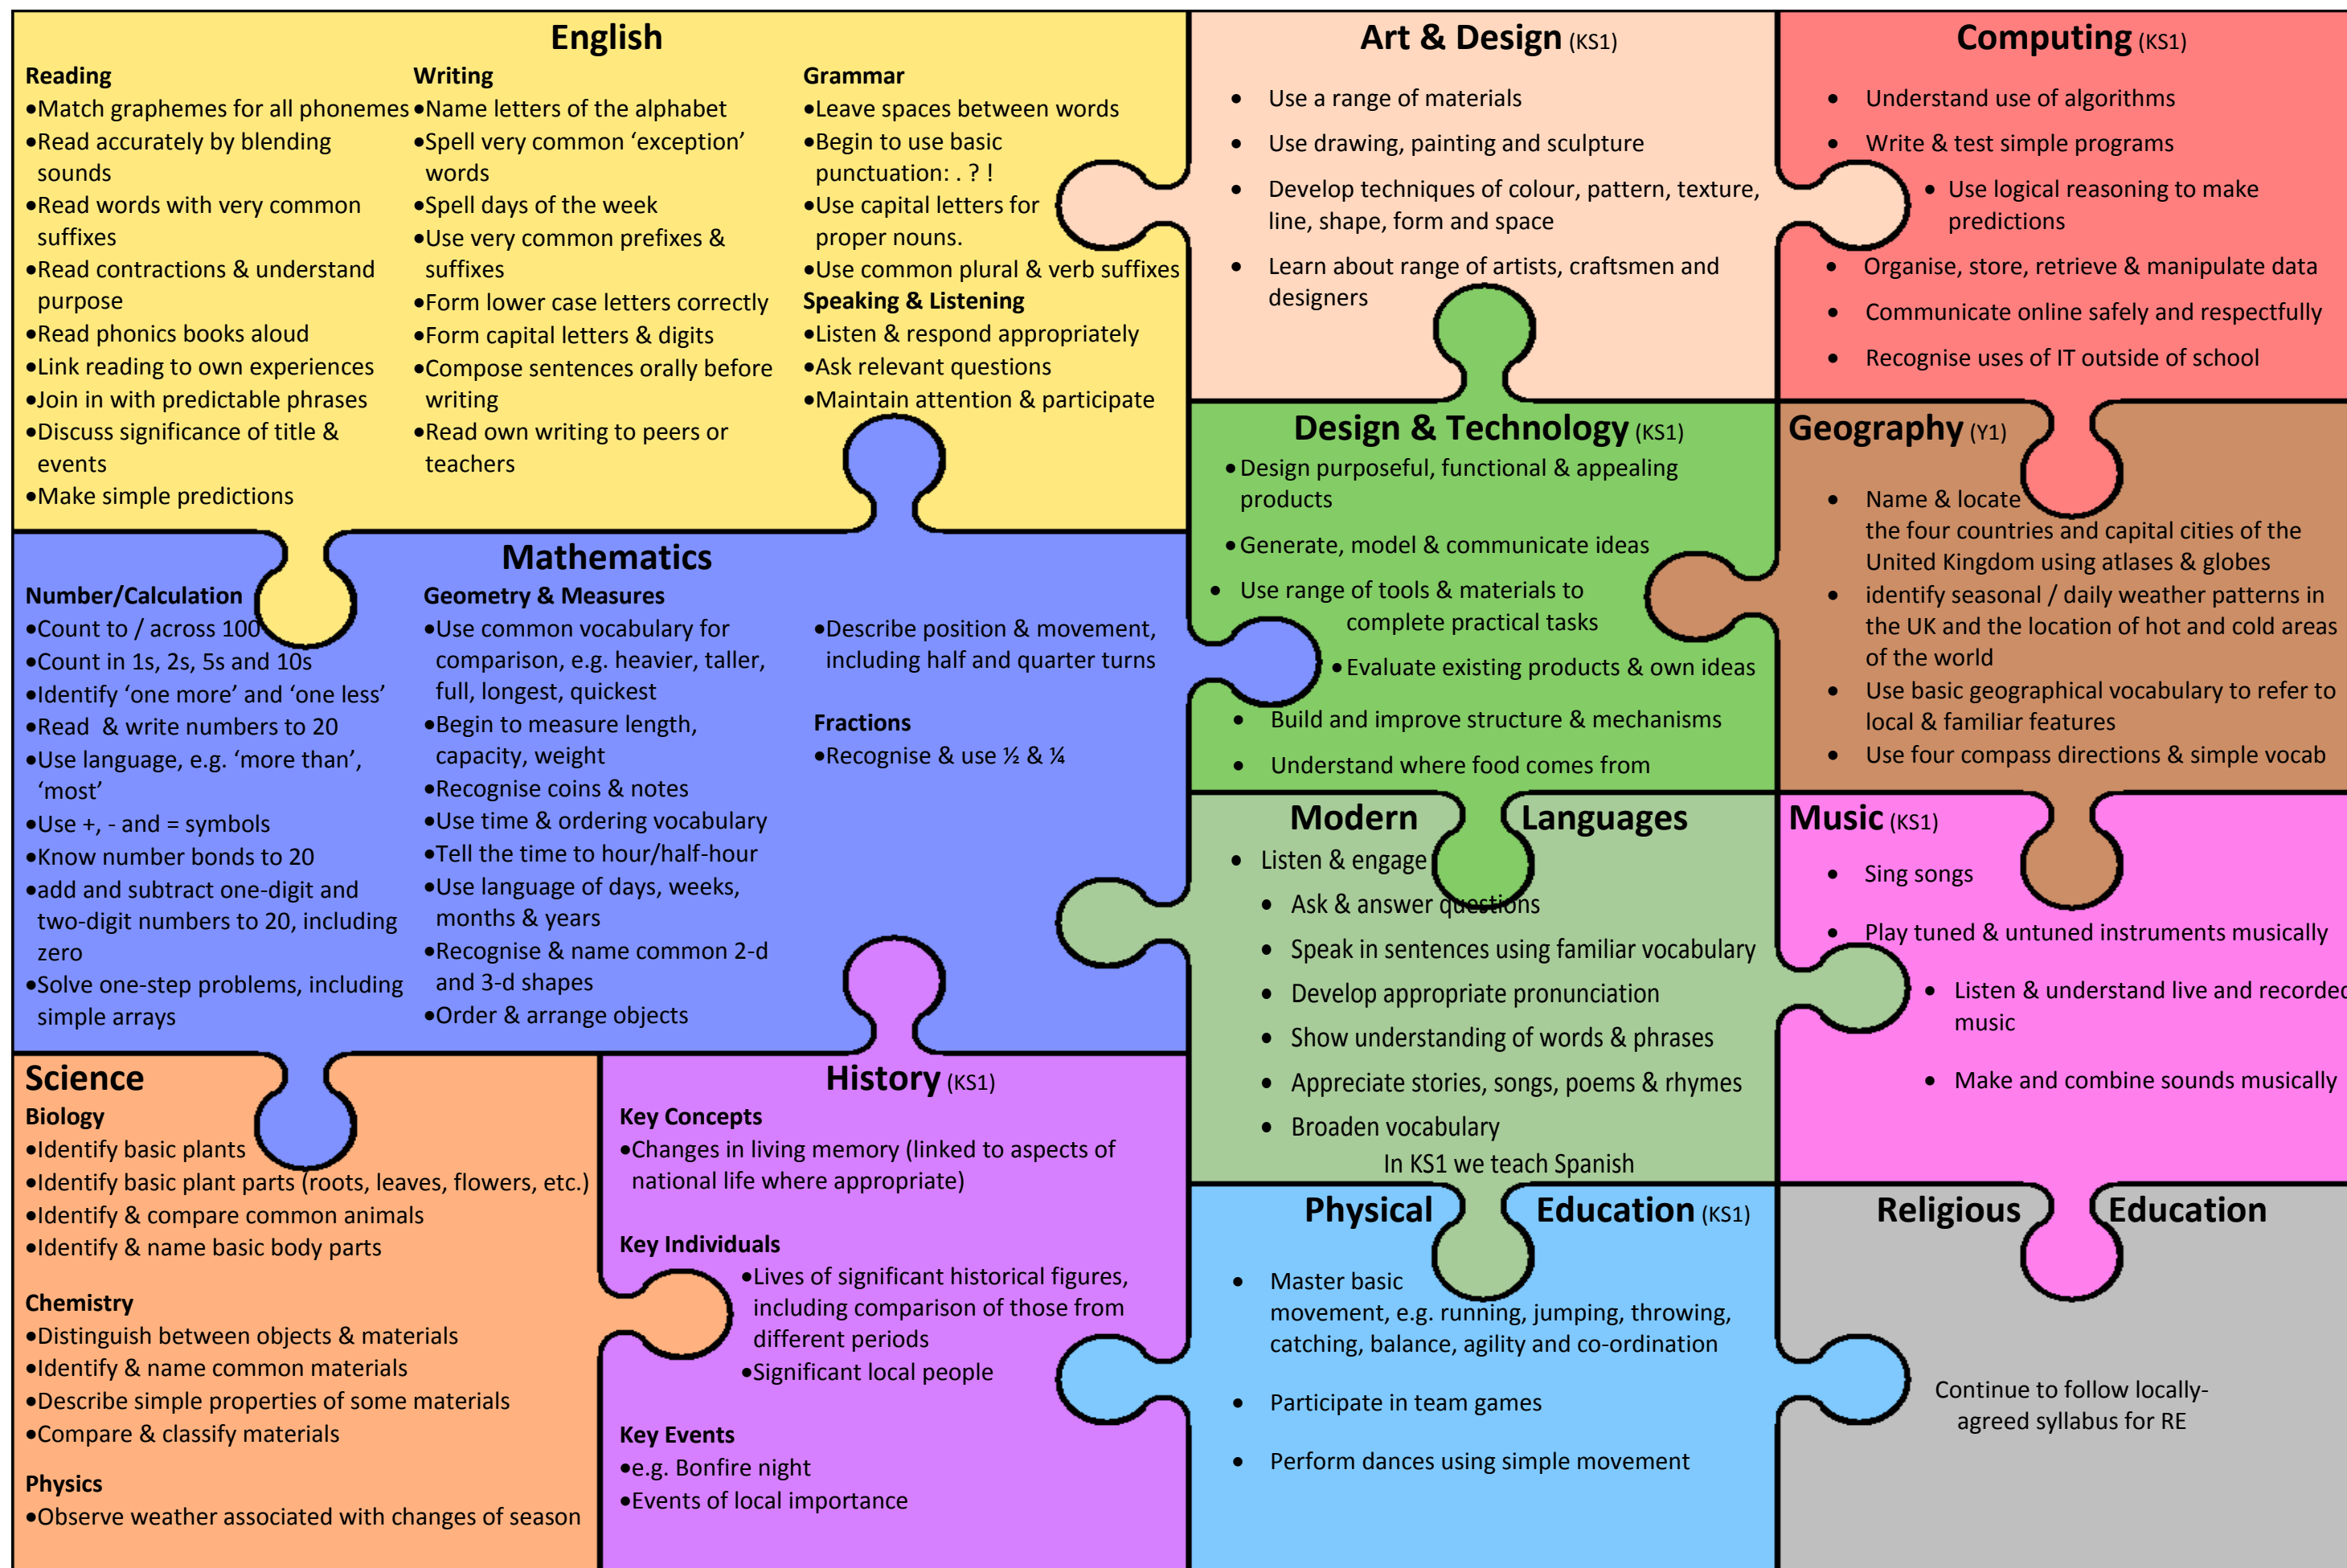 English
Reading
•Match graphemes for all phonemes
•Read accurately by blending
sounds
•Read words with very common
suffixes
•Read contractions & understand
purpose
•Read phonics books aloud
•Link reading to own experiences
•Join in with predictable phrases
•Discuss significance of title &
events
•Make simple predictions
Writing
•Name letters of the alphabet
•Spell very common ‘exception’
words
•Spell days of the week
•Use very common prefixes &
suffixes
•Form lower case letters correctly
•Form capital letters & digits
•Compose sentences orally before
writing
•Read own writing to peers or
teachers
Grammar
•Leave spaces between words
•Begin to use basic
punctuation: . ? !
•Use capital letters for
proper nouns.
•Use common plural & verb suffixes
Speaking & Listening
•Listen & respond appropriately
•Ask relevant questions
•Maintain attention & participate
Art & Design (KS1)
• Use a range of materials
• Use drawing, painting and sculpture
• Develop techniques of colour, pattern, texture,
line, shape, form and space
• Learn about range of artists, craftsmen and
designers
Computing (KS1)
• Understand use of algorithms
• Write & test simple programs
• Use logical reasoning to make
predictions
• Organise, store, retrieve & manipulate data
• Communicate online safely and respectfully
• Recognise uses of IT outside of school
Mathematics
Number/Calculation
•Count to / across 100
•Count in 1s, 2s, 5s and 10s
•Identify ‘one more’ and ‘one less’
•Read & write numbers to 20
•Use language, e.g. ‘more than’,
‘most’
•Use +, - and = symbols
•Know number bonds to 20
•add and subtract one-digit and
two-digit numbers to 20, including
zero
•Solve one-step problems, including
simple arrays
Geometry & Measures
•Use common vocabulary for
comparison, e.g. heavier, taller,
full, longest, quickest
•Begin to measure length,
capacity, weight
•Recognise coins & notes
•Use time & ordering vocabulary
•Tell the time to hour/half-hour
•Use language of days, weeks,
months & years
•Recognise & name common 2-d
and 3-d shapes
•Order & arrange objects
•Describe position & movement,
including half and quarter turns
Fractions
•Recognise & use ½ & ¼
Design & Technology (KS1)
• Design purposeful, functional & appealing
products
• Generate, model & communicate ideas
• Use range of tools & materials to
complete practical tasks
• Evaluate existing products & own ideas
• Build and improve structure & mechanisms
• Understand where food comes from
Geography (Y1)
• Name & locate
the four countries and capital cities of the
United Kingdom using atlases & globes
• identify seasonal / daily weather patterns in
the UK and the location of hot and cold areas
of the world
• Use basic geographical vocabulary to refer to
local & familiar features
• Use four compass directions & simple vocab
Modern Languages
• Listen & engage
• Ask & answer questions
• Speak in sentences using familiar vocabulary
• Develop appropriate pronunciation
• Show understanding of words & phrases
• Appreciate stories, songs, poems & rhymes
• Broaden vocabulary
In KS1 we teach Spanish
Music (KS1)
• Sing songs
• Play tuned & untuned instruments musically
• Listen & understand live and recorded
music
• Make and combine sounds musically
Science
Biology
•Identify basic plants
•Identify basic plant parts (roots, leaves, flowers, etc.)
•Identify & compare common animals
•Identify & name basic body parts
Chemistry
•Distinguish between objects & materials
•Identify & name common materials
•Describe simple properties of some materials
•Compare & classify materials
Physics
•Observe weather associated with changes of season
History (KS1)
Key Concepts
•Changes in living memory (linked to aspects of
national life where appropriate)
Key Individuals
•Lives of significant historical figures,
including comparison of those from
different periods
•Significant local people
Key Events
•e.g. Bonfire night
•Events of local importance
Physical Education (KS1)
• Master basic
movement, e.g. running, jumping, throwing,
catching, balance, agility and co-ordination
• Participate in team games
• Perform dances using simple movement
Religious Education
Continue to follow locally-
agreed syllabus for RE